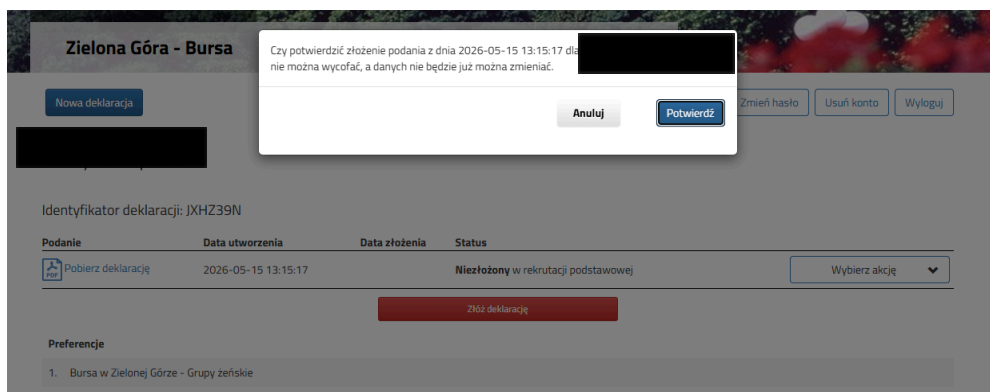 Zielona Góra - Bursa
Czy potwierdzić złożenie podania z dnia 2026-05-15 13:15:17 dla
nie można wycofać, a danych nie będzie już można zmieniać.
Anuluj
Potwierdź
Nowa deklaracja
Zmień hasło
Usuń konto
Wyloguj
Identyfikator deklaracji: JXHZ39N
Podanie Data utworzenia Data złożenia Status
PDF Pobierz deklarację 2026-05-15 13:15:17 Niezłożony w rekrutacji podstawowej Wybierz akcję
Złóż deklarację
Preferencje
1. Bursa w Zielonej Górze - Grupy żeńskie